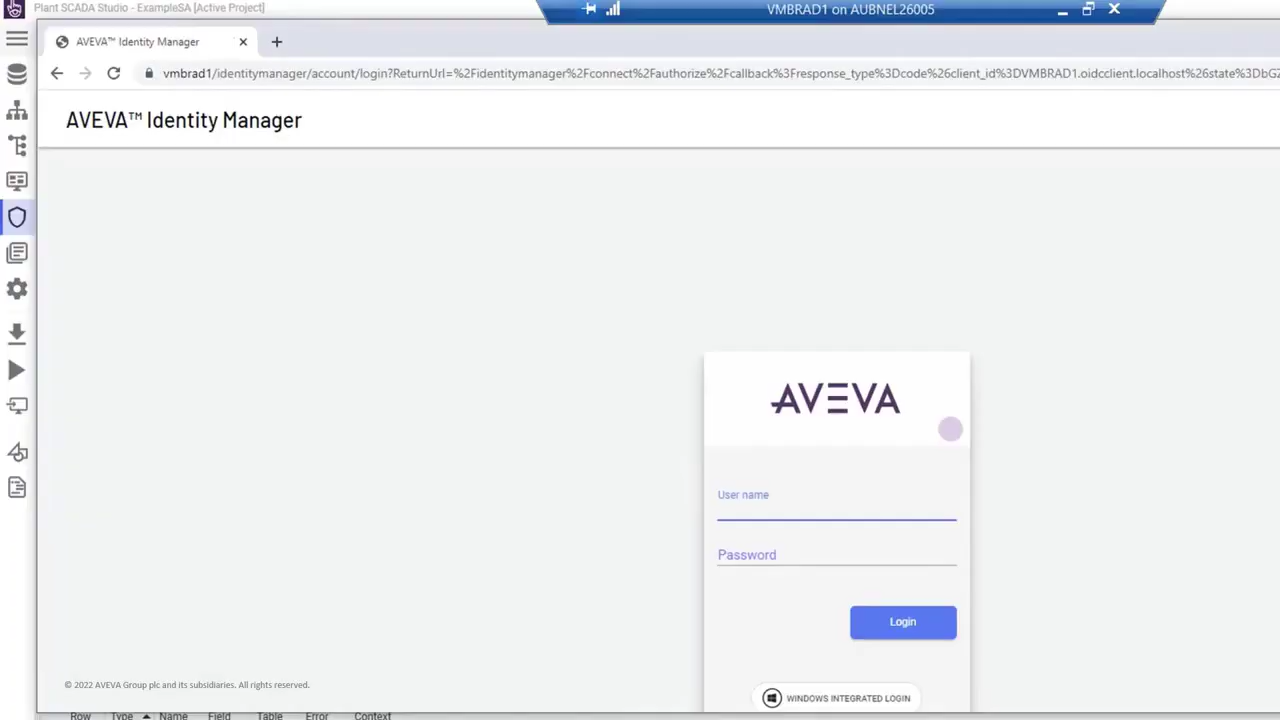 Plant SCADA Studio - ExampleSA [Active Project]
VMBRAD1 on AUBNEL26005
AVEVA™ Identity Manager
vmbrad1/identitymanager/account/login?ReturnUrl=%2Fidentitymanager%2Fconnect%2Fauthorize%2Fcallback%3Fresponse_type%3Dcode%26client_id%3DVMBRAD1.oidcclient.localhost%26state%3DbGZ
AVEVA™ Identity Manager
AVEVA
User name
Password
Login
WINDOWS INTEGRATED LOGIN
© 2022 AVEVA Group plc and its subsidiaries. All rights reserved.
Row Type Name Field Table Error Context